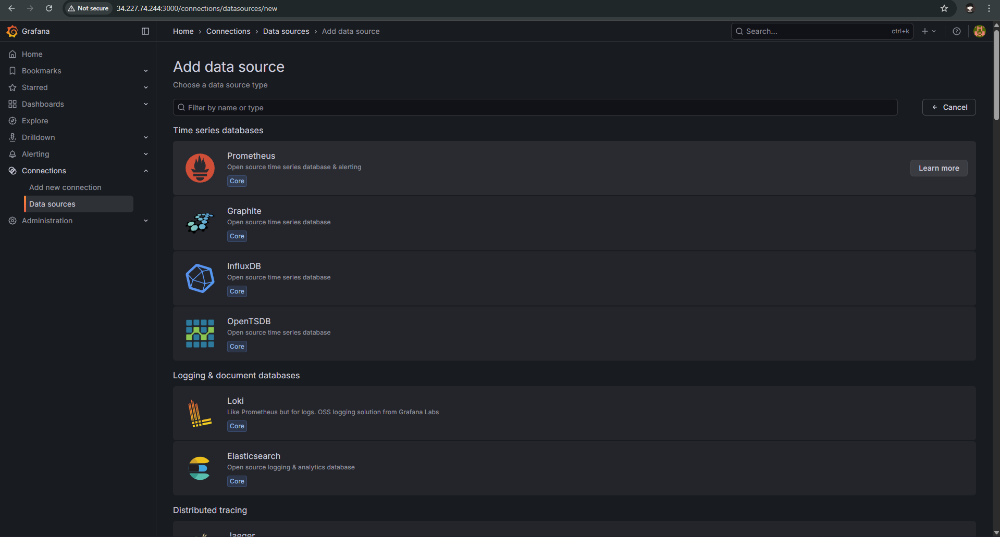 Not secure
34.227.74.244:3000/connections/datasources/new
Grafana
Home › Connections › Data sources › Add data source
Search...
ctrl+k
Home
Bookmarks
Starred
Dashboards
Explore
Drilldown
Alerting
Connections
Add new connection
Data sources
Administration
Add data source
Choose a data source type
Filter by name or type
Cancel
Time series databases
Prometheus
Open source time series database & alerting
Core
Learn more
Graphite
Open source time series database
Core
InfluxDB
Open source time series database
Core
OpenTSDB
Open source time series database
Core
Logging & document databases
Loki
Like Prometheus but for logs. OSS logging solution from Grafana Labs
Core
Elasticsearch
Open source logging & analytics database
Core
Distributed tracing
Jaeger